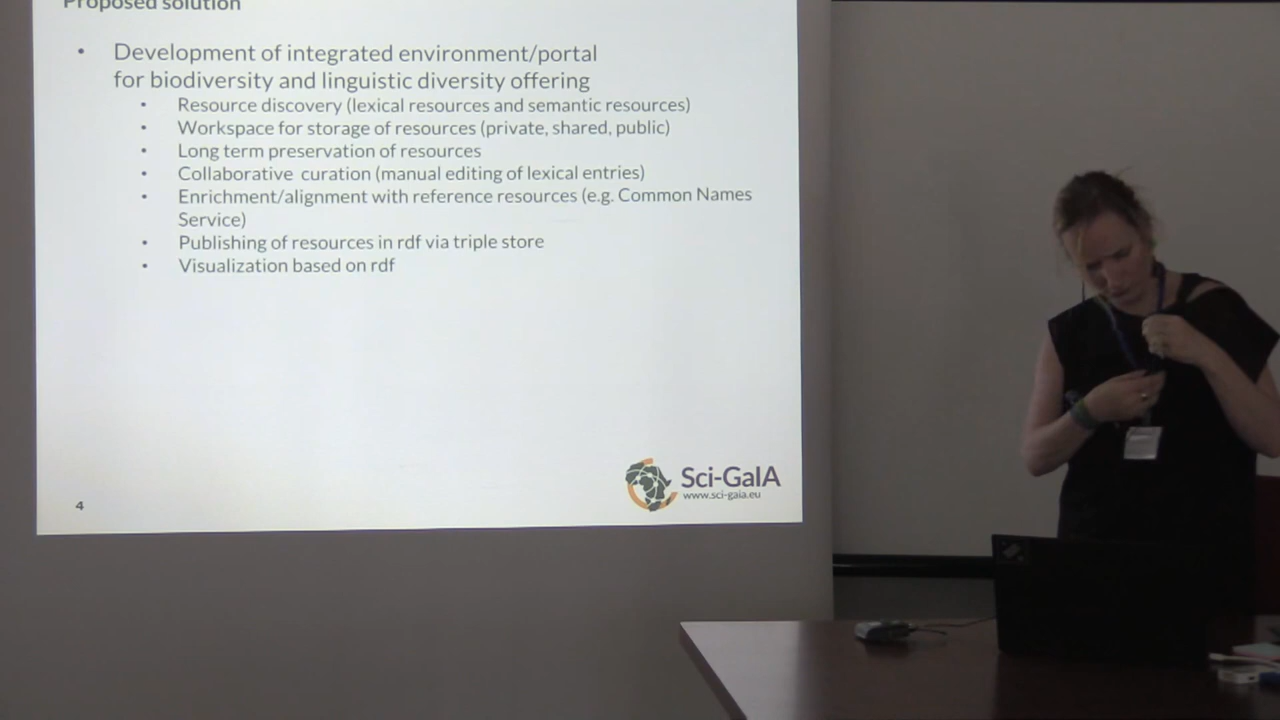 Proposed solution
• Development of integrated environment/portal
for biodiversity and linguistic diversity offering
• Resource discovery (lexical resources and semantic resources)
• Workspace for storage of resources (private, shared, public)
• Long term preservation of resources
• Collaborative curation (manual editing of lexical entries)
• Enrichment/alignment with reference resources (e.g. Common Names
Service)
• Publishing of resources in rdf via triple store
• Visualization based on rdf
Sci-GaIA
www.sci-gaia.eu
4